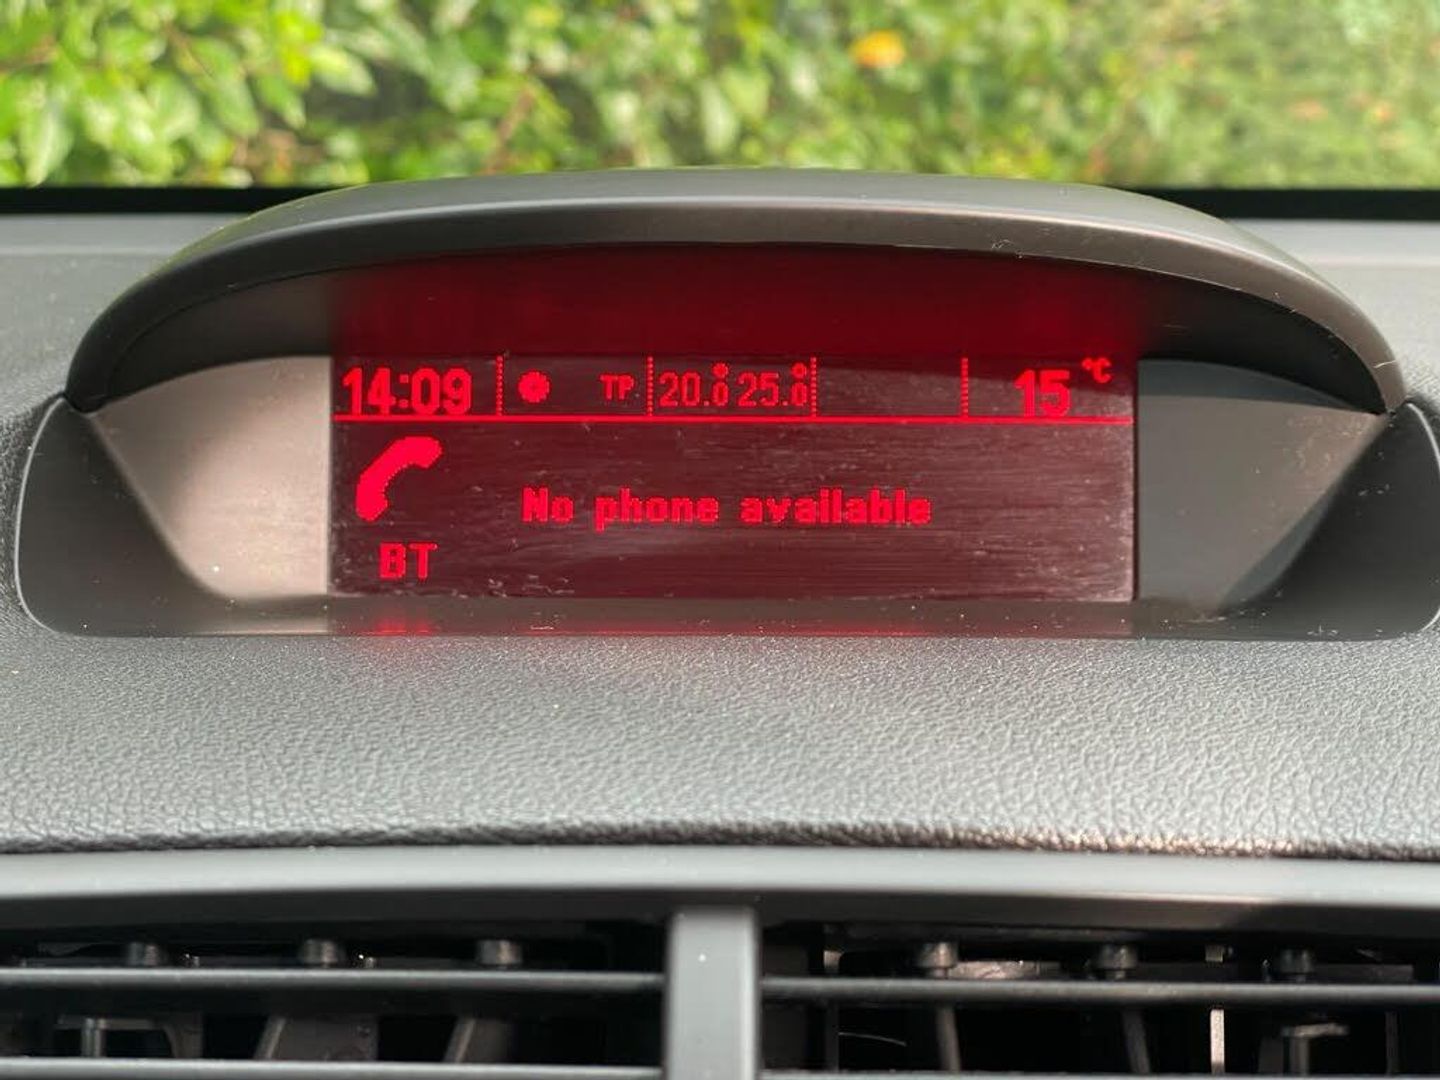 14:09 TP 20.0° 25.0° 15 °C
No phone available
BT